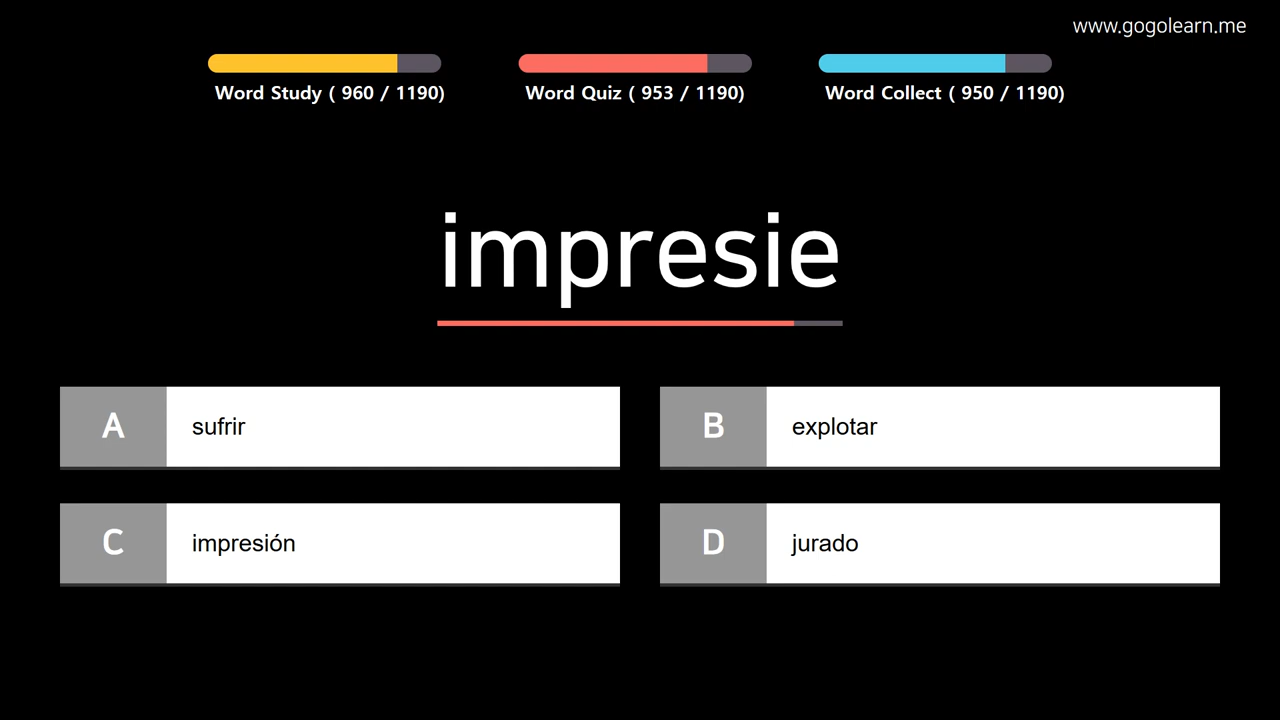 www.gogolearn.me
Word Study ( 960 / 1190)
Word Quiz ( 953 / 1190)
Word Collect ( 950 / 1190)
impresie
A
sufrir
B
explotar
C
impresión
D
jurado